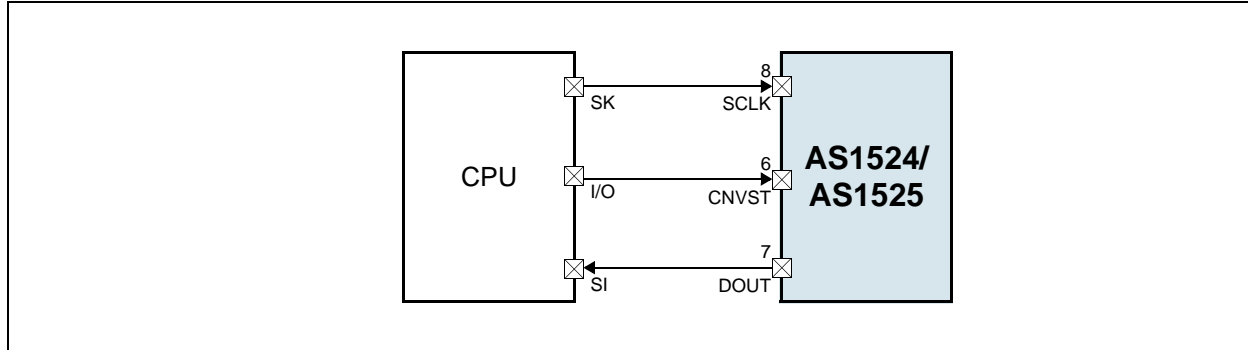 8
SK SCLK
CPU
AS1524/
AS1525
6
I/O CNVST
7
SI DOUT